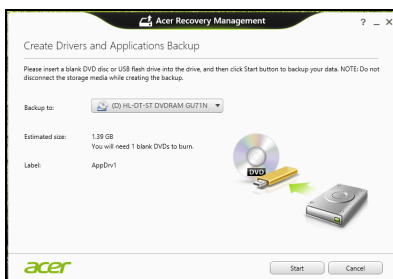 Acer Recovery Management
? _ X
Create Drivers and Applications Backup
Please insert a blank DVD disc or USB flash drive into the drive, and then click Start button to backup your data. NOTE: Do not
disconnect the storage media while creating the backup.
Backup to: (D) HL-DT-ST DVDRAM GU71N
Estimated size: 1.39 GB
You will need 1 blank DVDs to burn.
Label: AppDrv1
DVD
acer
Start Cancel